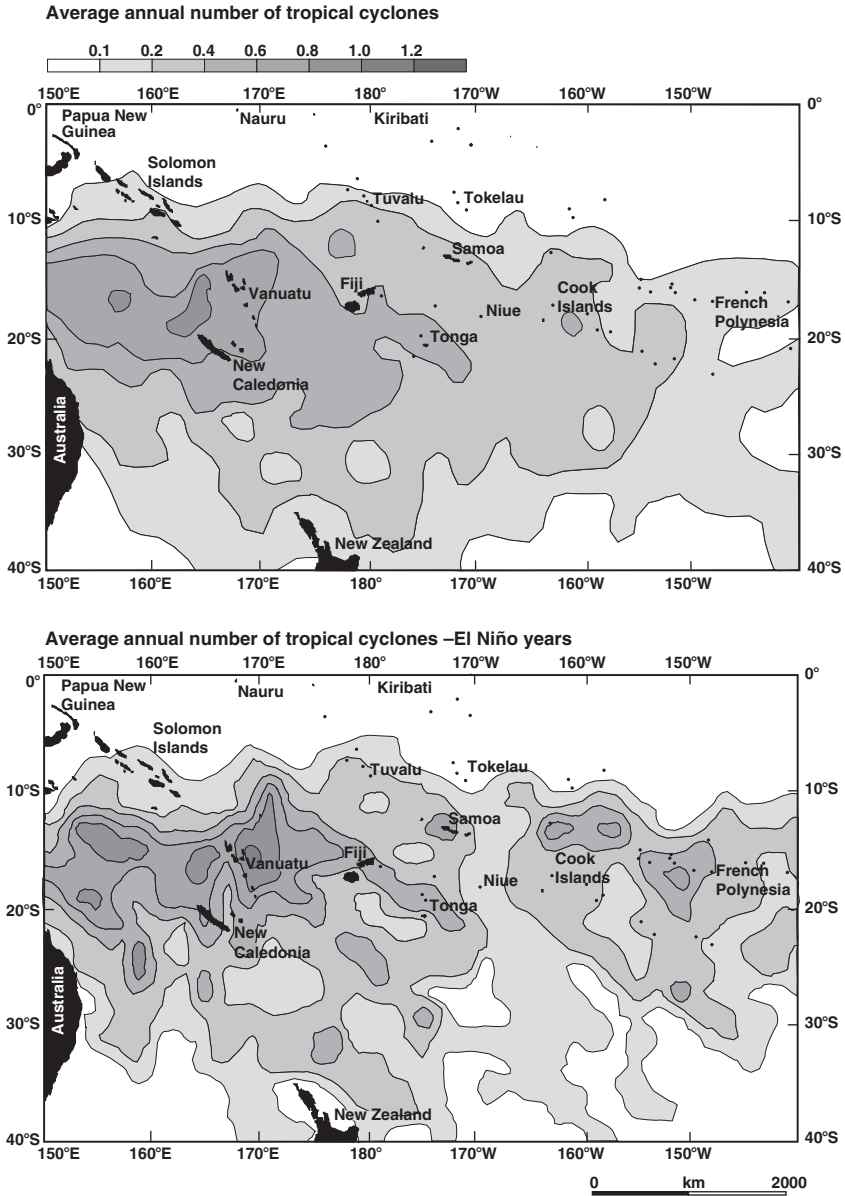 Average annual number of tropical cyclones
0.1 0.2 0.4 0.6 0.8 1.0 1.2
150°E 160°E 170°E 180° 170°W 160°W 150°W
0° 0°
Papua New
Guinea
Nauru
Kiribati
Solomon
Islands
Tuvalu
Tokelau
10°S 10°S
Samoa
Fiji
Vanuatu
Cook
Islands
Niue
French
Polynesia
Tonga
20°S 20°S
New
Caledonia
Australia
30°S 30°S
New Zealand
40°S 40°S
150°E 160°E 170°E 180° 170°W 160°W 150°W
Average annual number of tropical cyclones –El Niño years
150°E 160°E 170°E 180° 170°W 160°W 150°W
0° 0°
Papua New
Guinea
Nauru
Kiribati
Solomon
Islands
Tuvalu
Tokelau
10°S 10°S
Samoa
Fiji
Vanuatu
Cook
Islands
Niue
French
Polynesia
Tonga
20°S 20°S
New
Caledonia
Australia
30°S 30°S
New Zealand
40°S 40°S
150°E 160°E 170°E 180° 170°W 160°W 150°W
0 km 2000